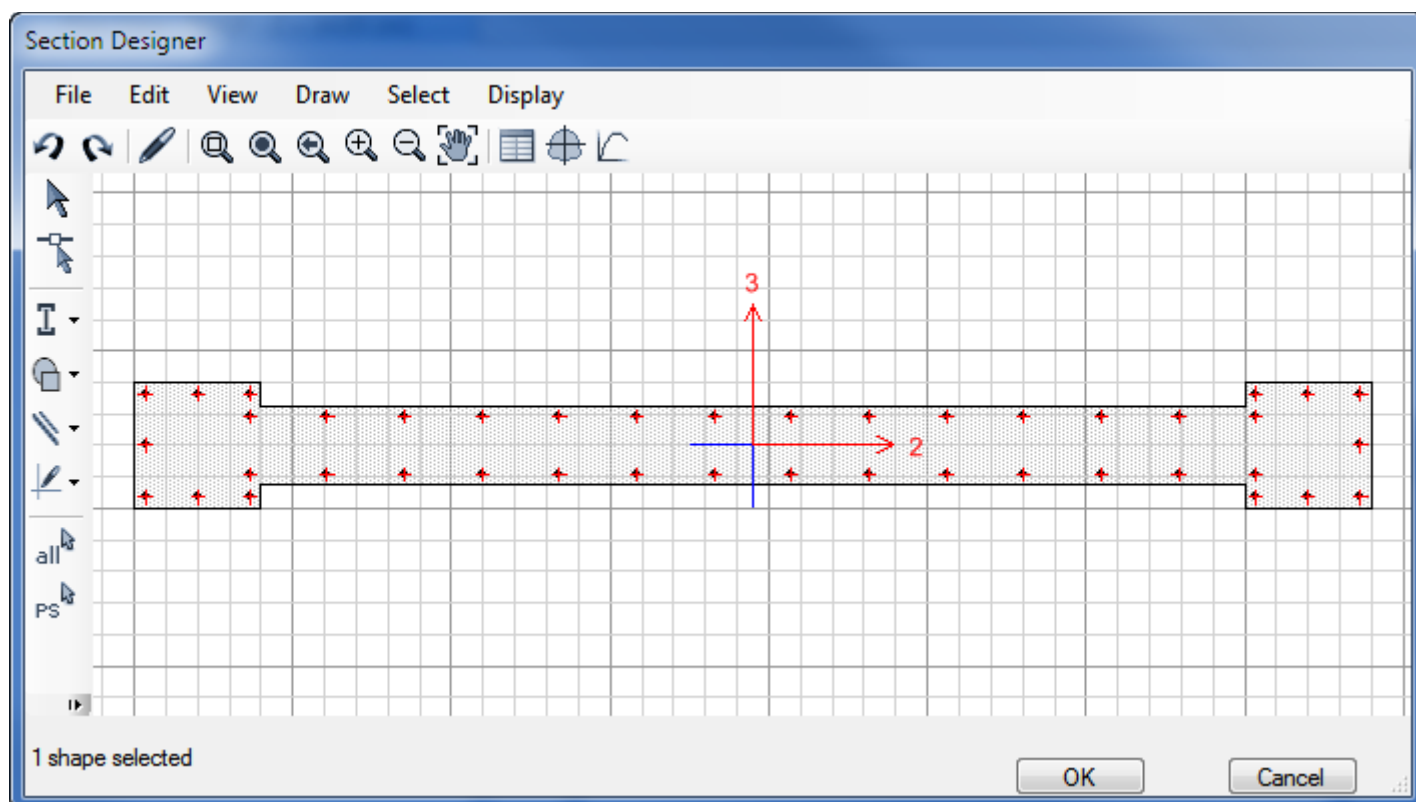 Section Designer
File Edit View Draw Select Display
3
2
all
PS
1 shape selected
OK Cancel